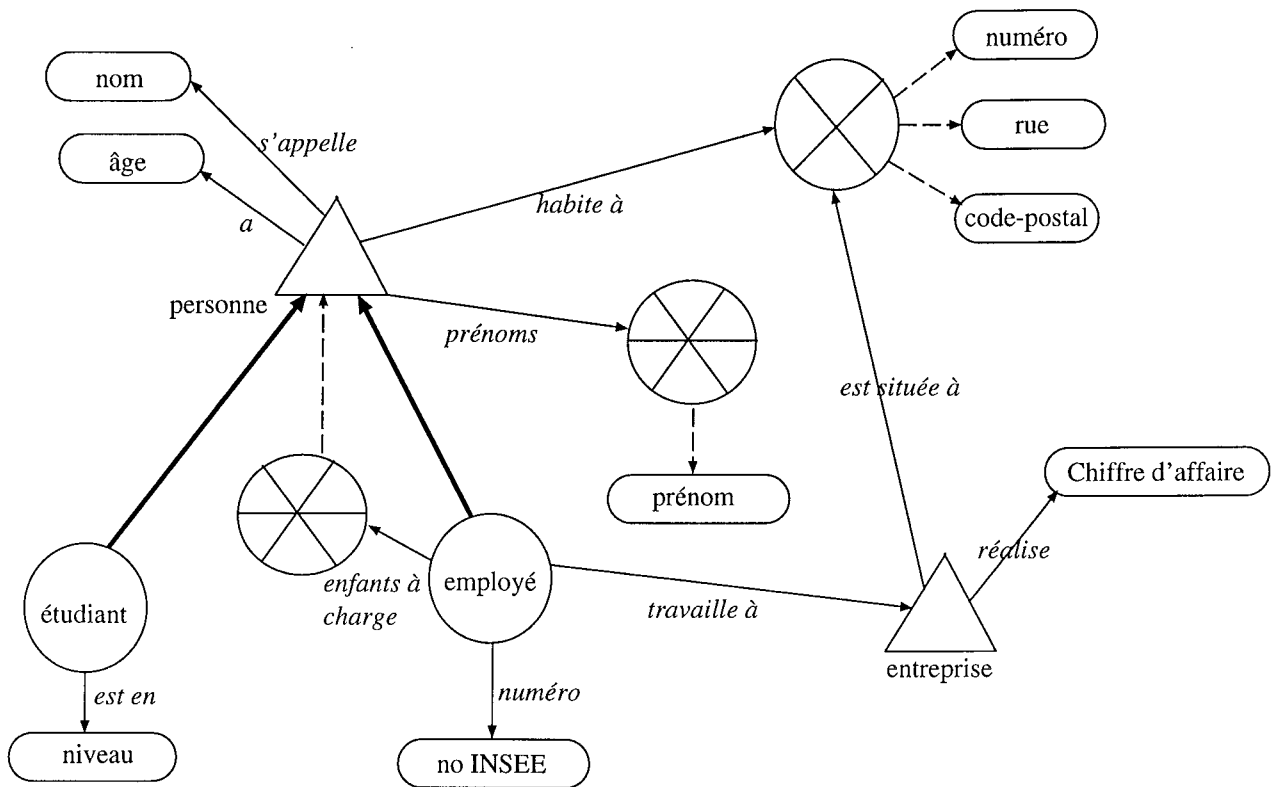 numéro
nom
rue
s'appelle
âge
habite à
code-postal
a
personne
prénoms
est située à
Chiffre d'affaire
prénom
réalise
employé
enfants à
charge
étudiant
travaille à
entreprise
est en
numéro
niveau
no INSEE